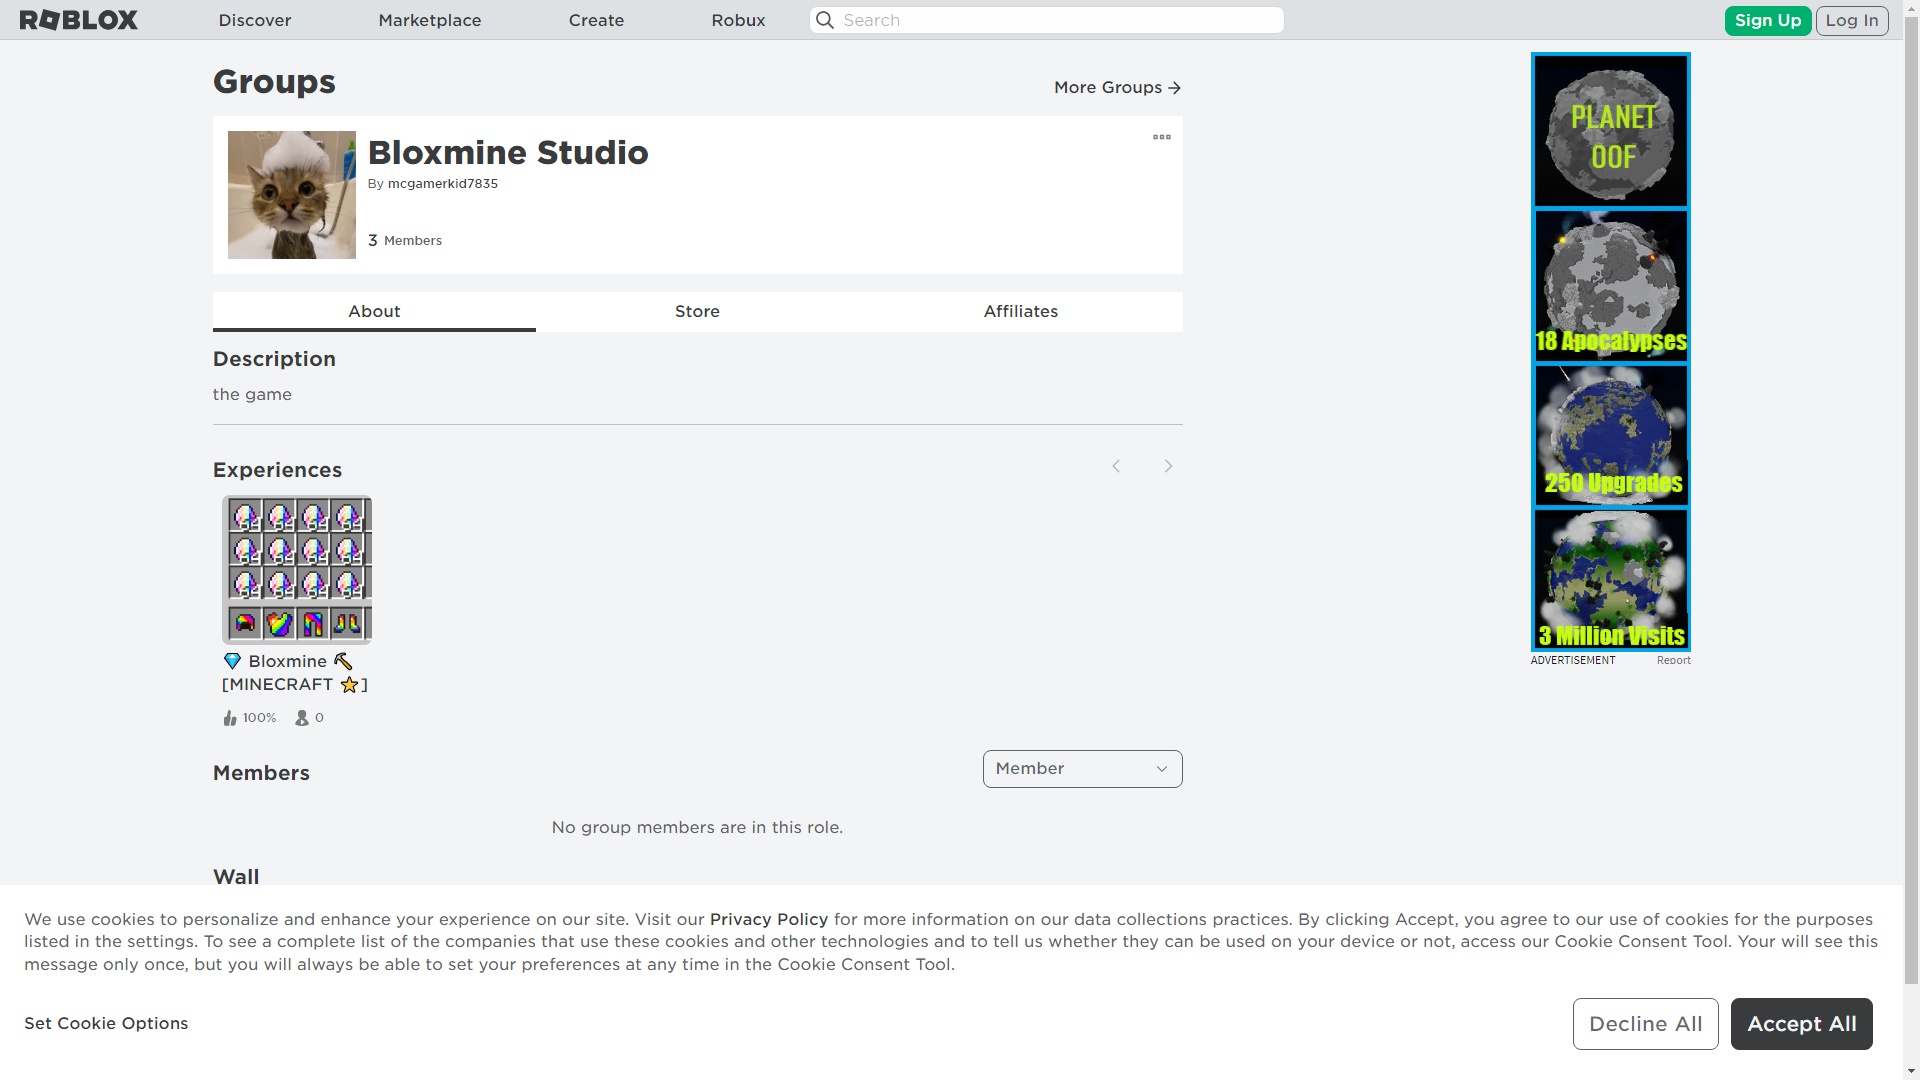 ROBLOX
Discover
Marketplace
Create
Robux
Search
Sign Up
Log In
Groups
More Groups
Bloxmine Studio
By mcgamerkid7835
3 Members
About
Store
Affiliates
Description
the game
Experiences
Bloxmine
[MINECRAFT ]
100%
0
Members
Member
No group members are in this role.
Wall
PLANET
OOF
18 Apocalypses
250 Upgrades
3 Million Visits
ADVERTISEMENT
Report
We use cookies to personalize and enhance your experience on our site. Visit our Privacy Policy for more information on our data collections practices. By clicking Accept, you agree to our use of cookies for the purposes
listed in the settings. To see a complete list of the companies that use these cookies and other technologies and to tell us whether they can be used on your device or not, access our Cookie Consent Tool. Your will see this
message only once, but you will always be able to set your preferences at any time in the Cookie Consent Tool.
Set Cookie Options
Decline All
Accept All